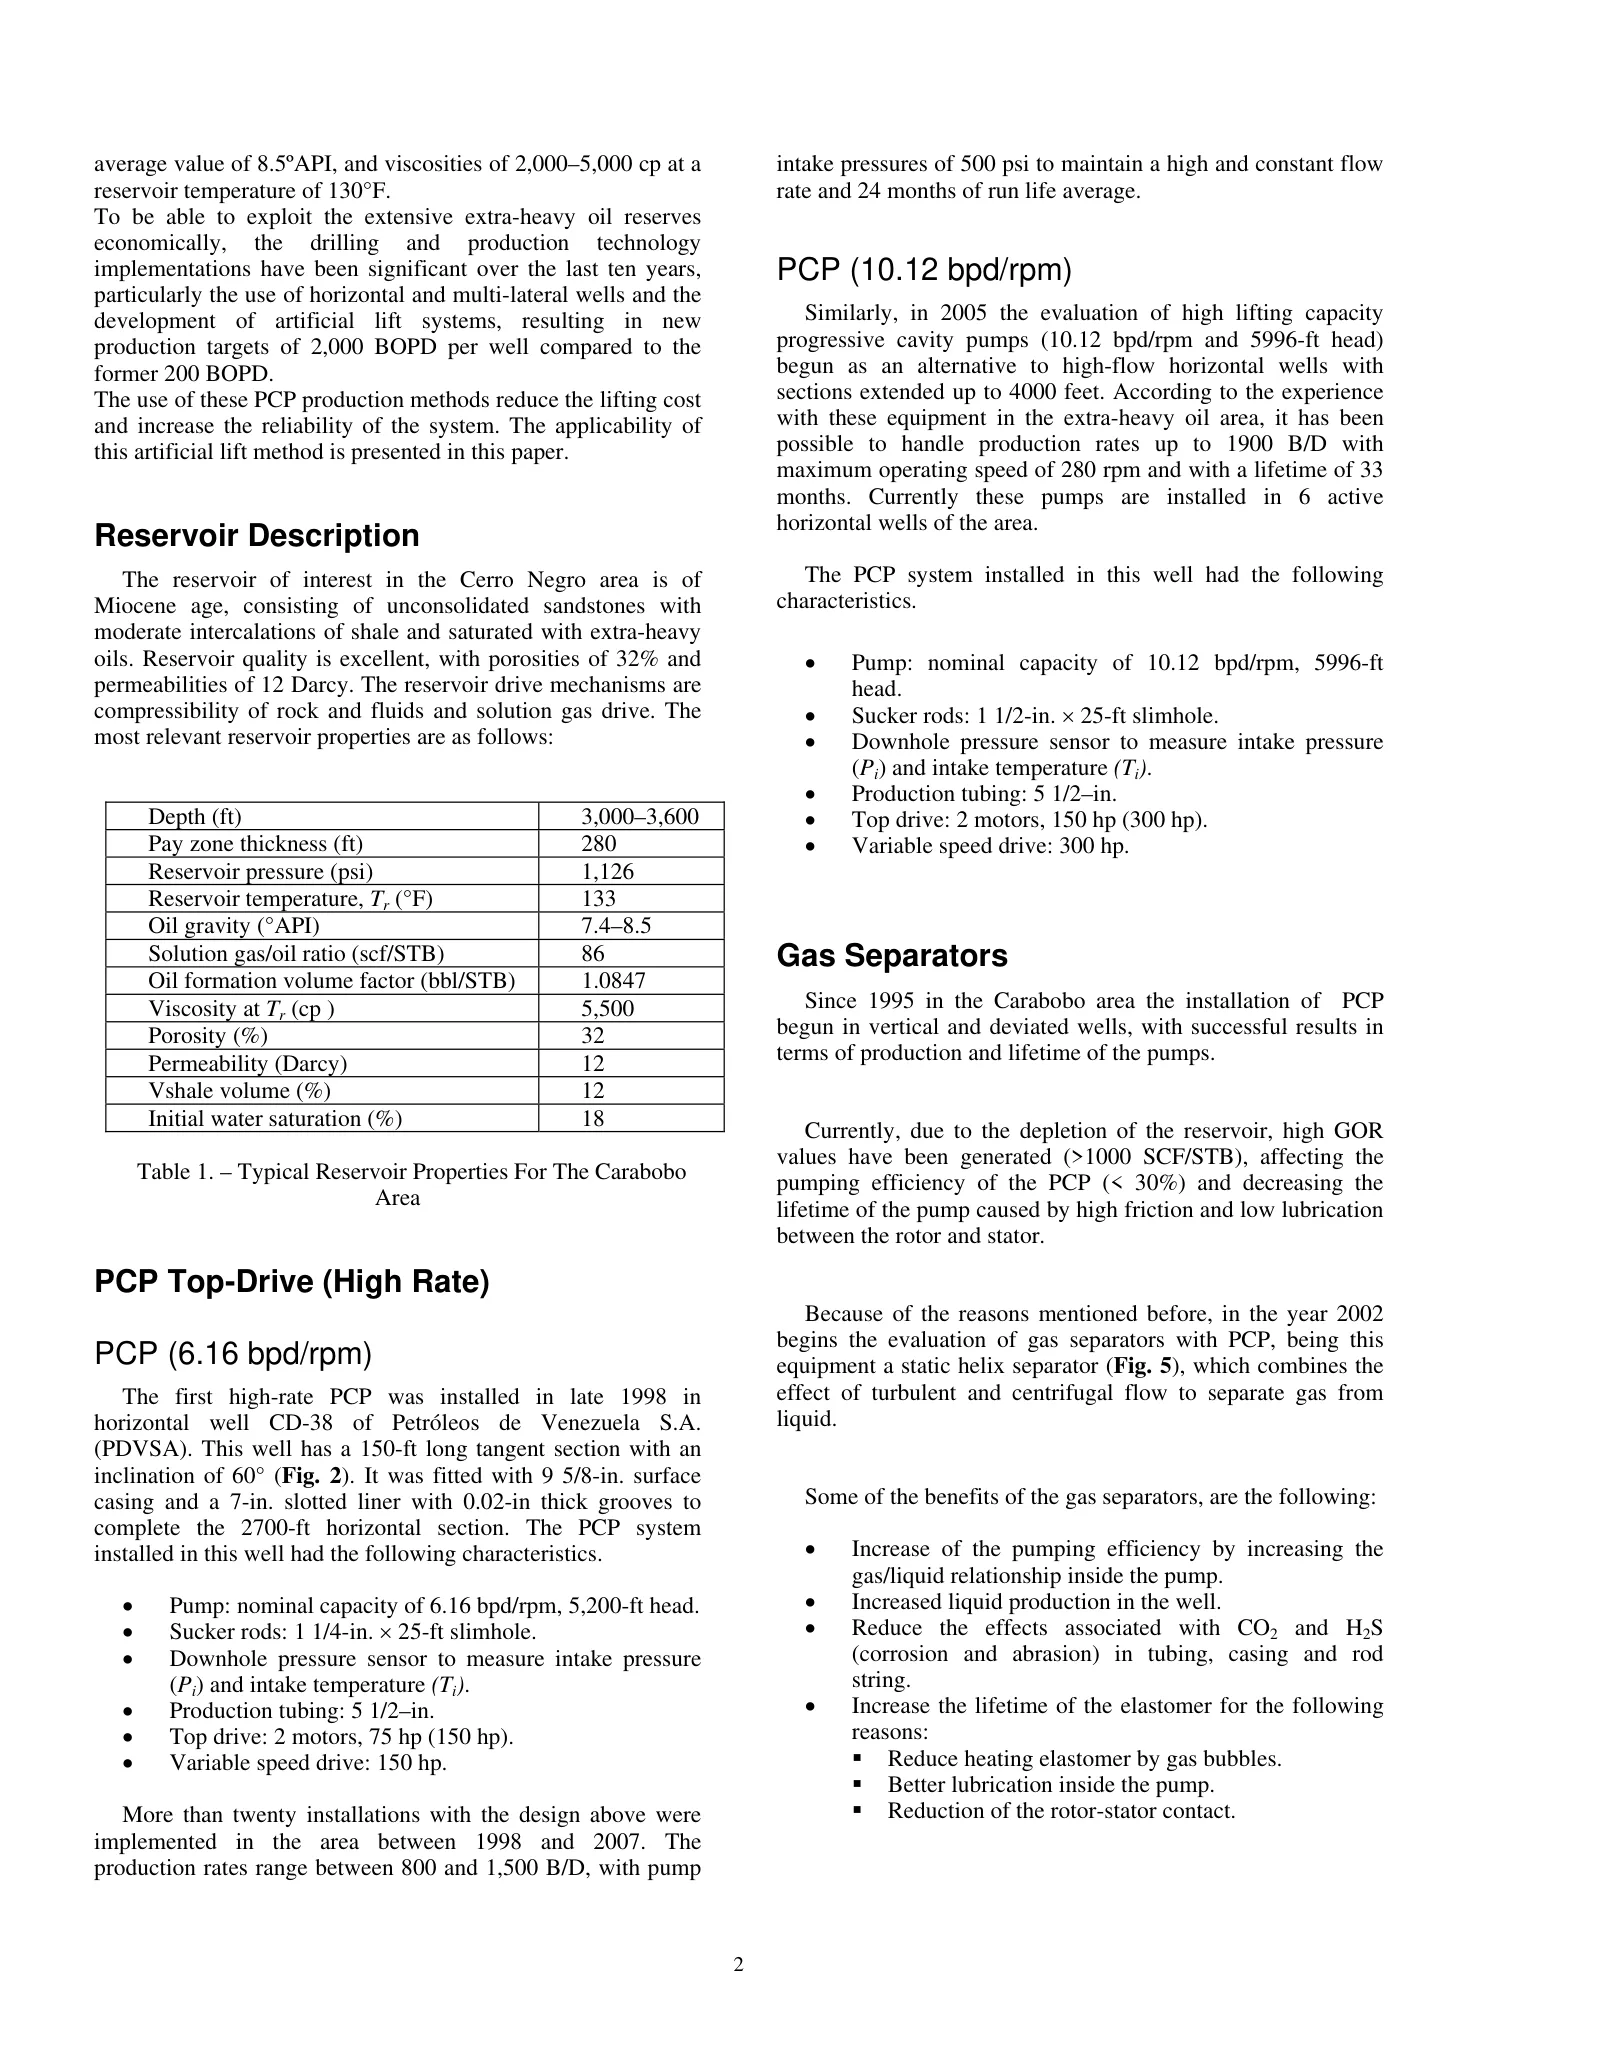 average value of 8.5ºAPI, and viscosities of 2,000–5,000 cp at a
reservoir temperature of 130°F.
To be able to exploit the extensive extra-heavy oil reserves
economically, the drilling and production technology
implementations have been significant over the last ten years,
particularly the use of horizontal and multi-lateral wells and the
development of artificial lift systems, resulting in new
production targets of 2,000 BOPD per well compared to the
former 200 BOPD.
The use of these PCP production methods reduce the lifting cost
and increase the reliability of the system. The applicability of
this artificial lift method is presented in this paper.
Reservoir Description
The reservoir of interest in the Cerro Negro area is of
Miocene age, consisting of unconsolidated sandstones with
moderate intercalations of shale and saturated with extra-heavy
oils. Reservoir quality is excellent, with porosities of 32% and
permeabilities of 12 Darcy. The reservoir drive mechanisms are
compressibility of rock and fluids and solution gas drive. The
most relevant reservoir properties are as follows:
Depth (ft) 3,000–3,600
Pay zone thickness (ft) 280
Reservoir pressure (psi) 1,126
Reservoir temperature, Tr (°F) 133
Oil gravity (°API) 7.4–8.5
Solution gas/oil ratio (scf/STB) 86
Oil formation volume factor (bbl/STB) 1.0847
Viscosity at Tr (cp ) 5,500
Porosity (%) 32
Permeability (Darcy) 12
Vshale volume (%) 12
Initial water saturation (%) 18
Table 1. – Typical Reservoir Properties For The Carabobo
Area
PCP Top-Drive (High Rate)
PCP (6.16 bpd/rpm)
The first high-rate PCP was installed in late 1998 in
horizontal well CD-38 of Petróleos de Venezuela S.A.
(PDVSA). This well has a 150-ft long tangent section with an
inclination of 60° (Fig. 2). It was fitted with 9 5/8-in. surface
casing and a 7-in. slotted liner with 0.02-in thick grooves to
complete the 2700-ft horizontal section. The PCP system
installed in this well had the following characteristics.
• Pump: nominal capacity of 6.16 bpd/rpm, 5,200-ft head.
• Sucker rods: 1 1/4-in. × 25-ft slimhole.
• Downhole pressure sensor to measure intake pressure
(Pi) and intake temperature (Ti).
• Production tubing: 5 1/2–in.
• Top drive: 2 motors, 75 hp (150 hp).
• Variable speed drive: 150 hp.
More than twenty installations with the design above were
implemented in the area between 1998 and 2007. The
production rates range between 800 and 1,500 B/D, with pump
intake pressures of 500 psi to maintain a high and constant flow
rate and 24 months of run life average.
PCP (10.12 bpd/rpm)
Similarly, in 2005 the evaluation of high lifting capacity
progressive cavity pumps (10.12 bpd/rpm and 5996-ft head)
begun as an alternative to high-flow horizontal wells with
sections extended up to 4000 feet. According to the experience
with these equipment in the extra-heavy oil area, it has been
possible to handle production rates up to 1900 B/D with
maximum operating speed of 280 rpm and with a lifetime of 33
months. Currently these pumps are installed in 6 active
horizontal wells of the area.
The PCP system installed in this well had the following
characteristics.
• Pump: nominal capacity of 10.12 bpd/rpm, 5996-ft
head.
• Sucker rods: 1 1/2-in. × 25-ft slimhole.
• Downhole pressure sensor to measure intake pressure
(Pi) and intake temperature (Ti).
• Production tubing: 5 1/2–in.
• Top drive: 2 motors, 150 hp (300 hp).
• Variable speed drive: 300 hp.
Gas Separators
Since 1995 in the Carabobo area the installation of PCP
begun in vertical and deviated wells, with successful results in
terms of production and lifetime of the pumps.
Currently, due to the depletion of the reservoir, high GOR
values have been generated (>1000 SCF/STB), affecting the
pumping efficiency of the PCP (< 30%) and decreasing the
lifetime of the pump caused by high friction and low lubrication
between the rotor and stator.
Because of the reasons mentioned before, in the year 2002
begins the evaluation of gas separators with PCP, being this
equipment a static helix separator (Fig. 5), which combines the
effect of turbulent and centrifugal flow to separate gas from
liquid.
Some of the benefits of the gas separators, are the following:
• Increase of the pumping efficiency by increasing the
gas/liquid relationship inside the pump.
• Increased liquid production in the well.
• Reduce the effects associated with CO2 and H2S
(corrosion and abrasion) in tubing, casing and rod
string.
• Increase the lifetime of the elastomer for the following
reasons:
▪ Reduce heating elastomer by gas bubbles.
▪ Better lubrication inside the pump.
▪ Reduction of the rotor-stator contact.
2